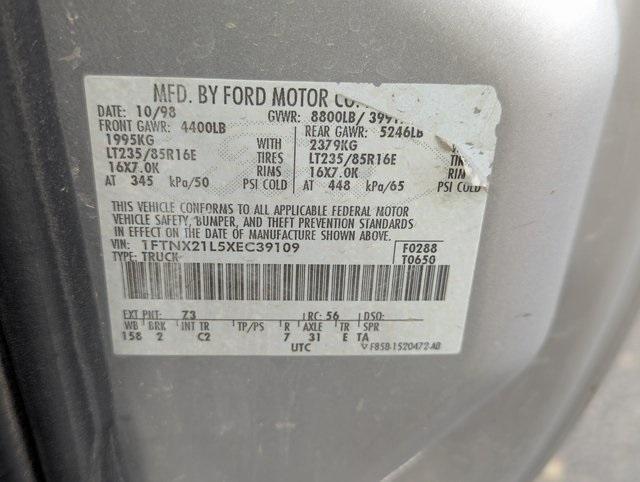 MFD. BY FORD MOTOR CO.
DATE: 10/98 GVWR: 8800LB/ 399
FRONT GAWR: 4400LB REAR GAWR: 5246LB
1995KG WITH 2379KG WITH
LT235/85R16E TIRES LT235/85R16E TIRES
16X7.0K RIMS 16X7.0K RIMS
AT 345 kPa/50 PSI COLD AT 448 kPa/65 PSI COLD
THIS VEHICLE CONFORMS TO ALL APPLICABLE FEDERAL MOTOR
VEHICLE SAFETY, BUMPER, AND THEFT PREVENTION STANDARDS
IN EFFECT ON THE DATE OF MANUFACTURE SHOWN ABOVE.
VIN: 1FTNX21L5XEC39109 F0288
TYPE: TRUCK T0650
EXT PNT: Z3 RC: 56 DSO:
WB BRK INT TR TP/PS R AXLE TR SPR
158 2 C2 7 31 E TA
UTC F85B-1520472-AB